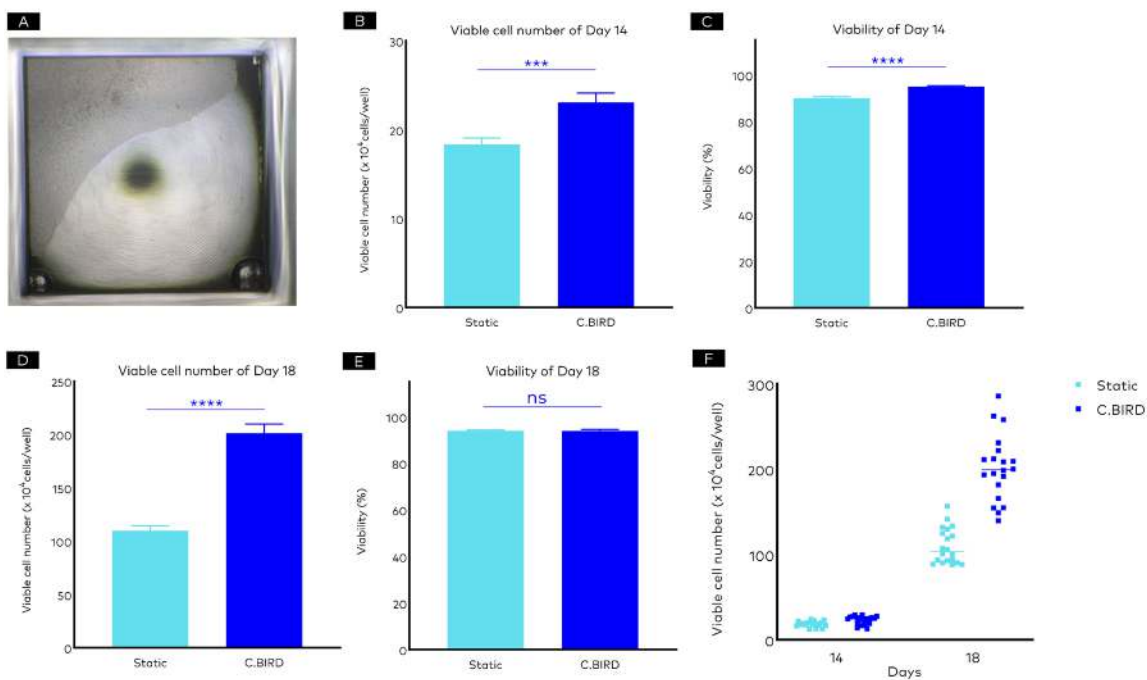 A
B
Viable cell number of Day 14
Viable cell number (x 10⁴cells/well)
30
20
10
0
***
Static
C.BIRD
C
Viability of Day 14
Viability (%)
100
80
60
40
20
0
****
Static
C.BIRD
D
Viable cell number of Day 18
Viable cell number (x 10⁴cells/well)
250
200
150
100
50
0
****
Static
C.BIRD
E
Viability of Day 18
Viability (%)
100
80
60
40
20
0
ns
Static
C.BIRD
F
Viable cell number (x 10⁴cells/well)
300
200
100
0
14
18
Days
Static
C.BIRD